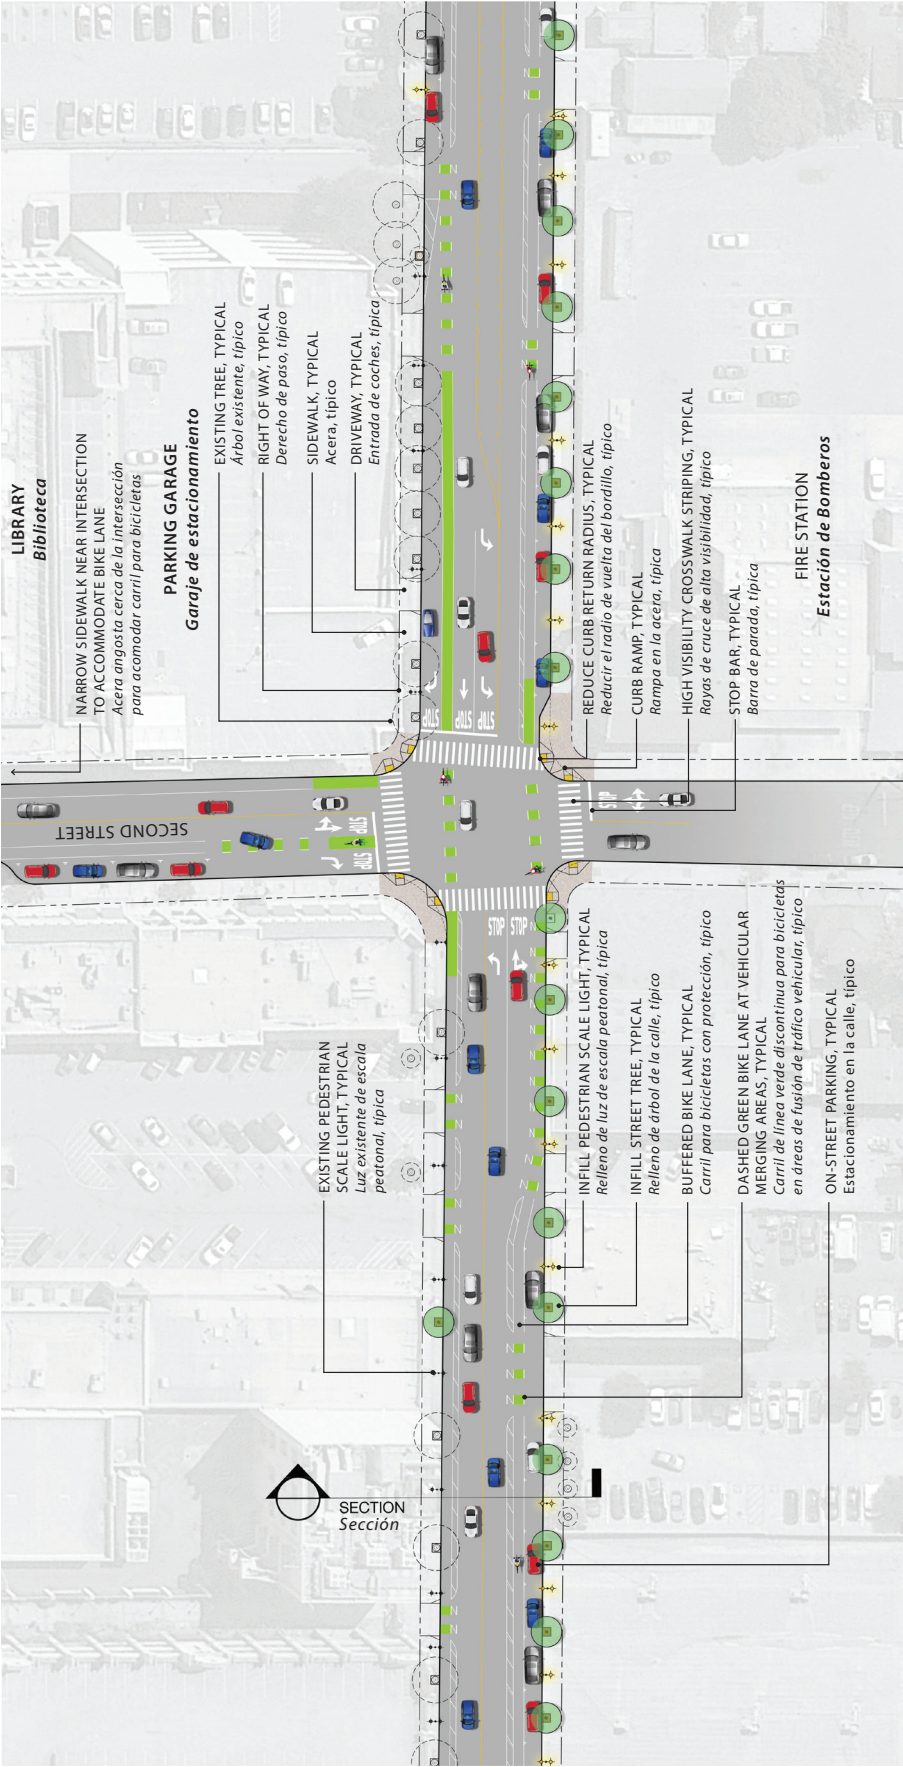 LIBRARY
Biblioteca
NARROW SIDEWALK NEAR INTERSECTION
TO ACCOMMODATE BIKE LANE
Acera angosta cerca de la intersección
para acomodar carril para bicicletas
PARKING GARAGE
Garaje de estacionamiento
EXISTING TREE, TYPICAL
Árbol existente, típico
RIGHT OF WAY, TYPICAL
Derecho de paso, típico
SIDEWALK, TYPICAL
Acera, típico
DRIVEWAY, TYPICAL
Entrada de coches, típica
SECOND STREET
STOP
STOP
STOP
STOP
STOP
STOP
STOP
STOP
REDUCE CURB RETURN RADIUS, TYPICAL
Reducir el radio de vuelta del bordillo, típico
CURB RAMP, TYPICAL
Rampa en la acera, típica
HIGH VISIBILITY CROSSWALK STRIPING, TYPICAL
Rayas de cruce de alta visibilidad, típico
STOP BAR, TYPICAL
Barra de parada, típica
FIRE STATION
Estación de Bomberos
EXISTING PEDESTRIAN
SCALE LIGHT, TYPICAL
Luz existente de escala
peatonal, típica
SECTION
Sección
INFILL PEDESTRIAN SCALE LIGHT, TYPICAL
Relleno de luz de escala peatonal, típica
INFILL STREET TREE, TYPICAL
Relleno de árbol de la calle, típico
BUFFERED BIKE LANE, TYPICAL
Carril para bicicletas con protección, típico
DASHED GREEN BIKE LANE AT VEHICULAR
MERGING AREAS, TYPICAL
Carril de línea verde discontinua para bicicletas
en áreas de fusión de tráfico vehicular, típico
ON-STREET PARKING, TYPICAL
Estacionamiento en la calle, típico